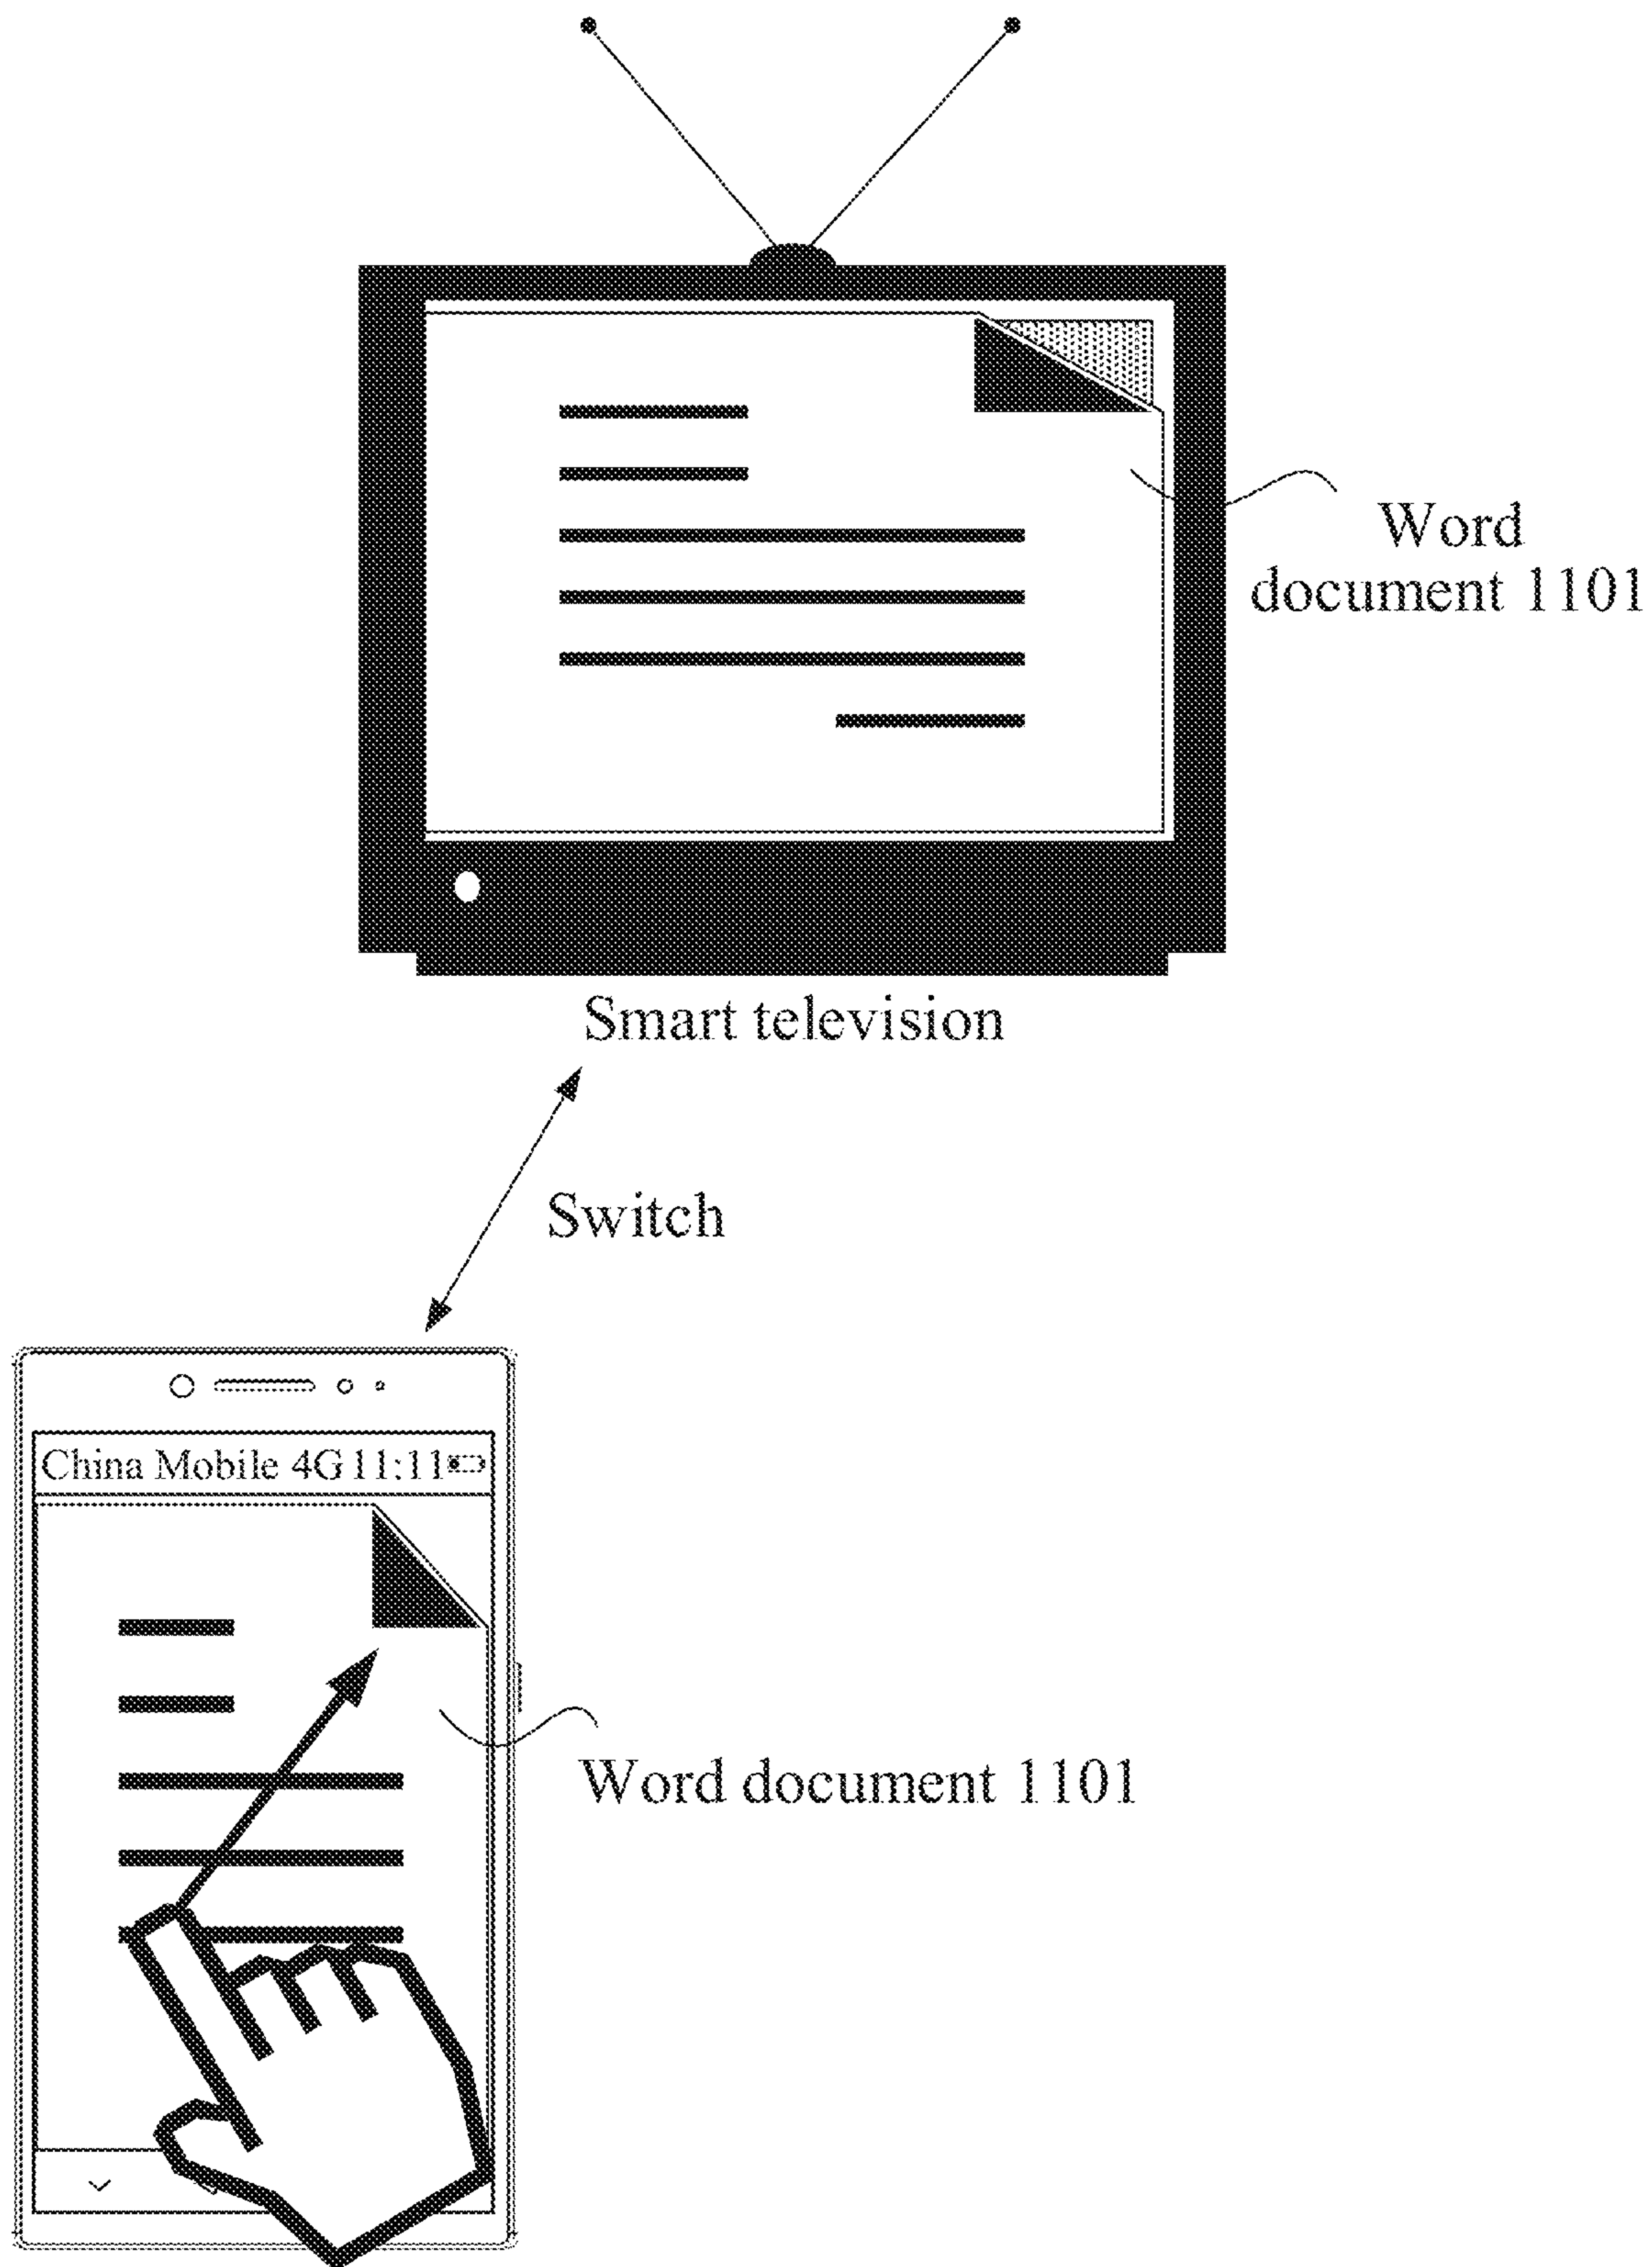 Word
document 1101
Smart television
Switch
China Mobile 4G 11:11
Word document 1101